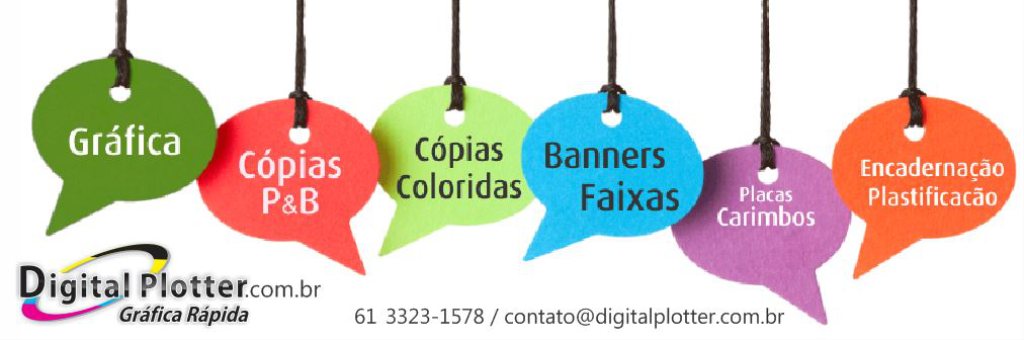 Gráfica
Cópias
P&B
Cópias
Coloridas
Banners
Faixas
Placas
Carimbos
Encadernação
Plastificacão
Digital Plotter.com.br
Gráfica Rápida
61 3323-1578 / contato@digitalplotter.com.br